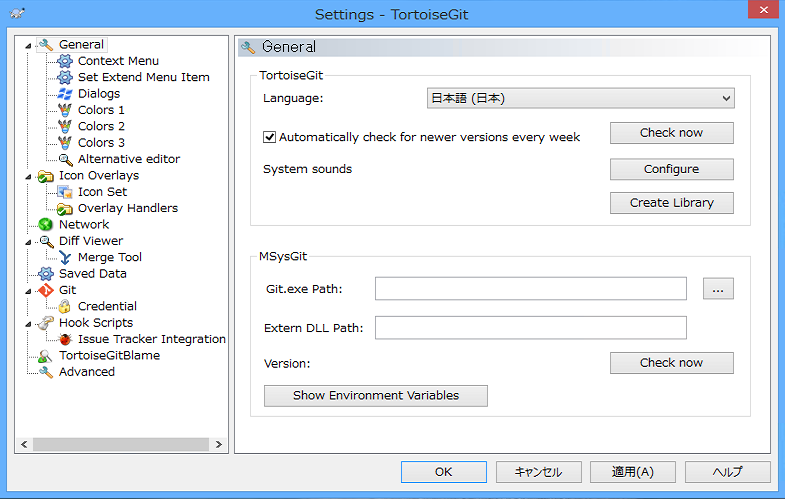 Settings - TortoiseGit
General
Context Menu
Set Extend Menu Item
Dialogs
Colors 1
Colors 2
Colors 3
Alternative editor
Icon Overlays
Icon Set
Overlay Handlers
Network
Diff Viewer
Merge Tool
Saved Data
Git
Credential
Hook Scripts
Issue Tracker Integration
TortoiseGitBlame
Advanced
General
TortoiseGit
Language: 日本語 (日本)
Automatically check for newer versions every week Check now
System sounds Configure
Create Library
MSysGit
Git.exe Path: ...
Extern DLL Path:
Version: Check now
Show Environment Variables
OK キャンセル 適用(A) ヘルプ